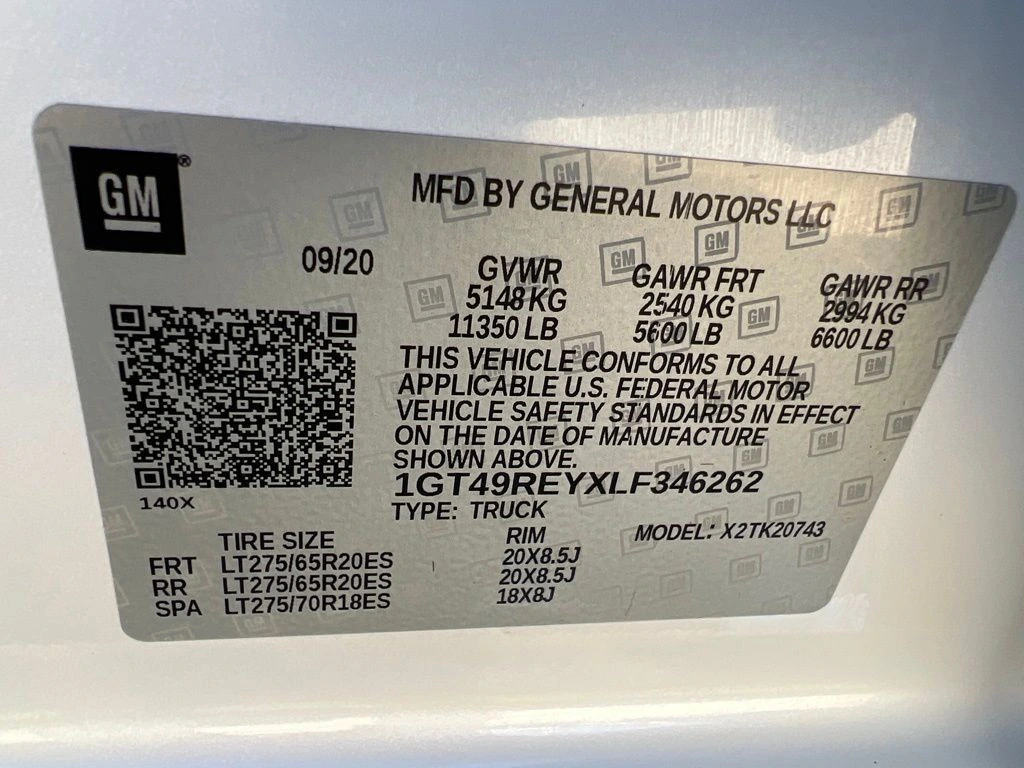 GM®
MFD BY GENERAL MOTORS LLC
09/20
GVWR GAWR FRT GAWR RR
5148 KG 2540 KG 2994 KG
11350 LB 5600 LB 6600 LB
THIS VEHICLE CONFORMS TO ALL
APPLICABLE U.S. FEDERAL MOTOR
VEHICLE SAFETY STANDARDS IN EFFECT
ON THE DATE OF MANUFACTURE
SHOWN ABOVE.
1GT49REYXLF346262
140X
TYPE: TRUCK MODEL: X2TK20743
TIRE SIZE RIM
FRT LT275/65R20ES 20X8.5J
RR LT275/65R20ES 20X8.5J
SPA LT275/70R18ES 18X8J